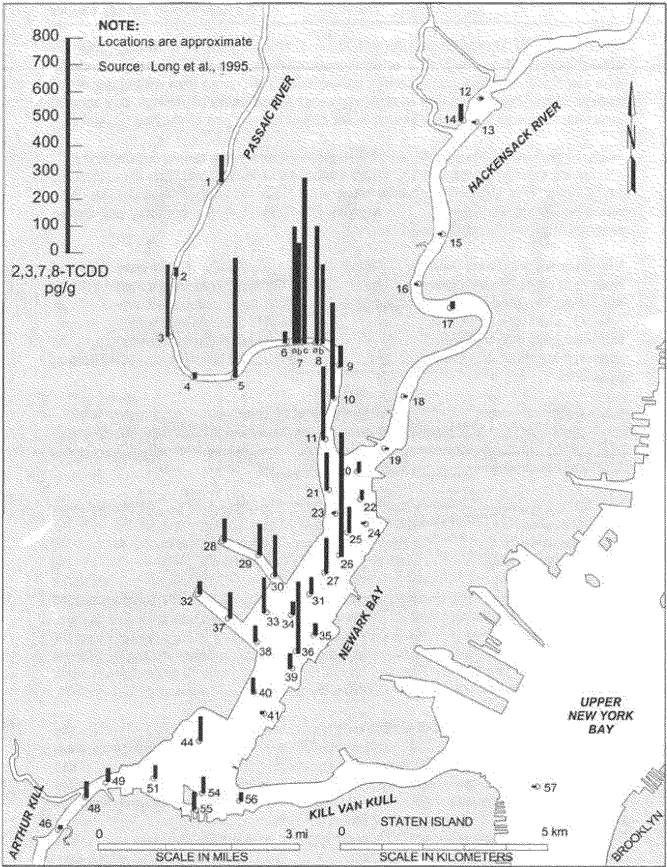 NOTE:
Locations are approximate
Source: Long et al., 1995.
800
700
600
500
400
300
200
100
0
2,3,7,8-TCDD
pg/g
PASSAIC RIVER
HACKENSACK RIVER
N
12
14
13
1
15
2
16
17
3
6
a b c
7
a b
8
9
4
5
10
18
11
19
20
21
22
23
24
25
28
29
26
27
30
32
31
33
34
37
35
38
36
39
NEWARK BAY
40
41
44
UPPER
NEW YORK
BAY
49
51
54
48
55
56
57
46
ARTHUR KILL
KILL VAN KULL
STATEN ISLAND
BROOKLYN
0 3 mi
SCALE IN MILES
0 5 km
SCALE IN KILOMETERS